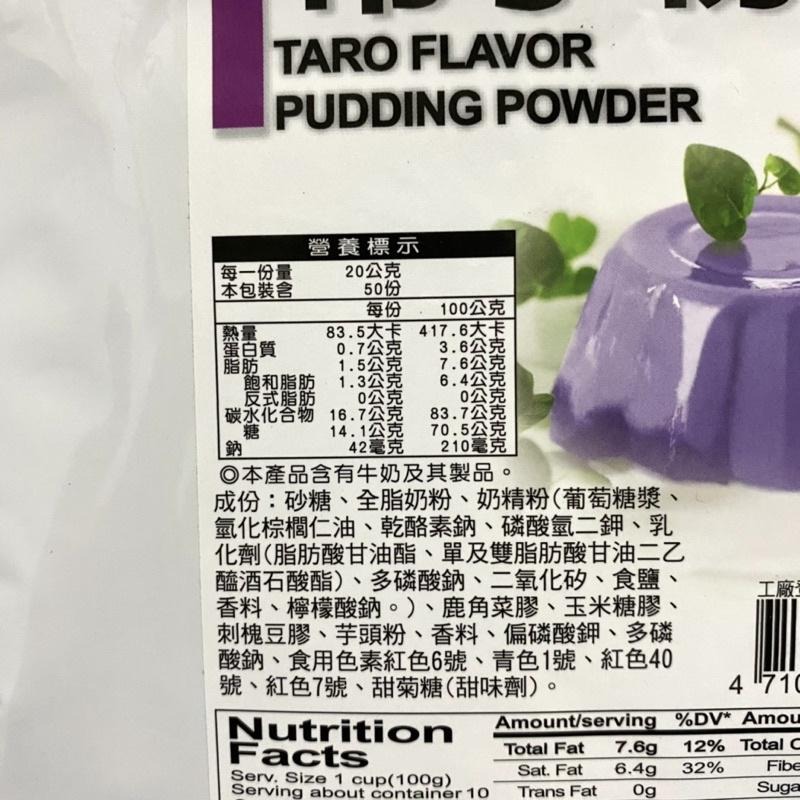 TARO FLAVOR
PUDDING POWDER
營養標示
每一份量 20公克
本包裝含 50份
每份 100公克
熱量 83.5大卡 417.6大卡
蛋白質 0.7公克 3.6公克
脂肪 1.5公克 7.6公克
飽和脂肪 1.3公克 6.4公克
反式脂肪 0公克 0公克
碳水化合物 16.7公克 83.7公克
糖 14.1公克 70.5公克
鈉 42毫克 210毫克
◎本產品含有牛奶及其製品。
成份：砂糖、全脂奶粉、奶精粉(葡萄糖漿、
氫化棕櫚仁油、乾酪素鈉、磷酸氫二鉀、乳
化劑(脂肪酸甘油酯、單及雙脂肪酸甘油二乙
醯酒石酸酯)、多磷酸鈉、二氧化矽、食鹽、
香料、檸檬酸鈉。)、鹿角菜膠、玉米糖膠、
刺槐豆膠、芋頭粉、香料、偏磷酸鉀、多磷
酸鈉、食用色素紅色6號、青色1號、紅色40
號、紅色7號、甜菊糖(甜味劑)。
工廠
4 710
Nutrition
Facts
Serv. Size 1 cup(100g)
Serving about container 10
Amount/serving %DV* Amou
Total Fat 7.6g 12% Total C
Sat. Fat 6.4g 32% Fibe
Trans Fat 0g Suga